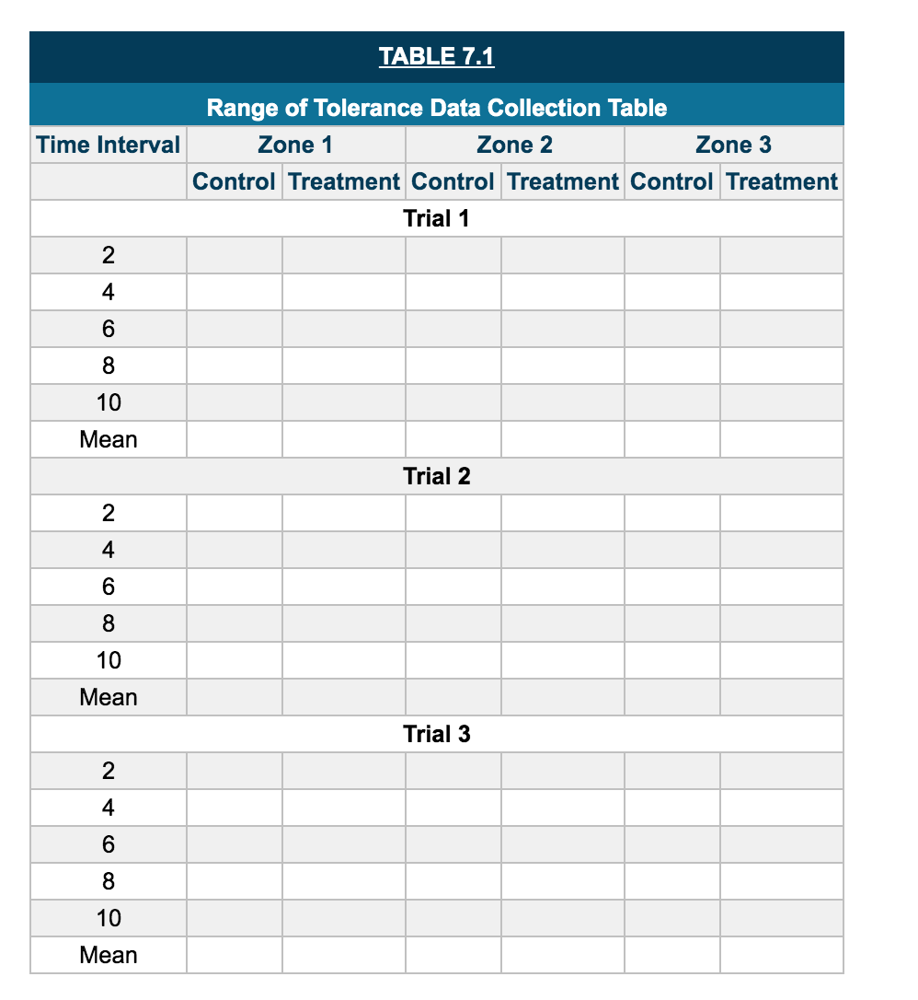 TABLE 7.1
Range of Tolerance Data Collection Table
Time Interval Zone 1 Zone 2 Zone 3
Control Treatment Control Treatment Control Treatment
Trial 1
2
4
6
8
10
Mean
Trial 2
2
4
6
8
10
Mean
Trial 3
2
4
6
8
10
Mean